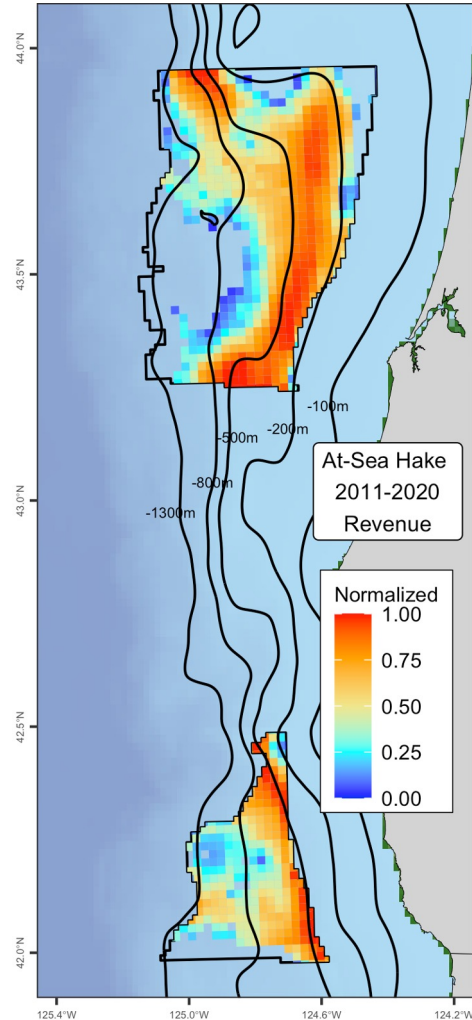 44.0°N
43.5°N
-100m
-200m
-500m
At-Sea Hake
2011-2020
Revenue
-800m
43.0°N
-1300m
Normalized
1.00
0.75
0.50
0.25
0.00
42.5°N
42.0°N
125.4°W
125.0°W
124.6°W
124.2°W